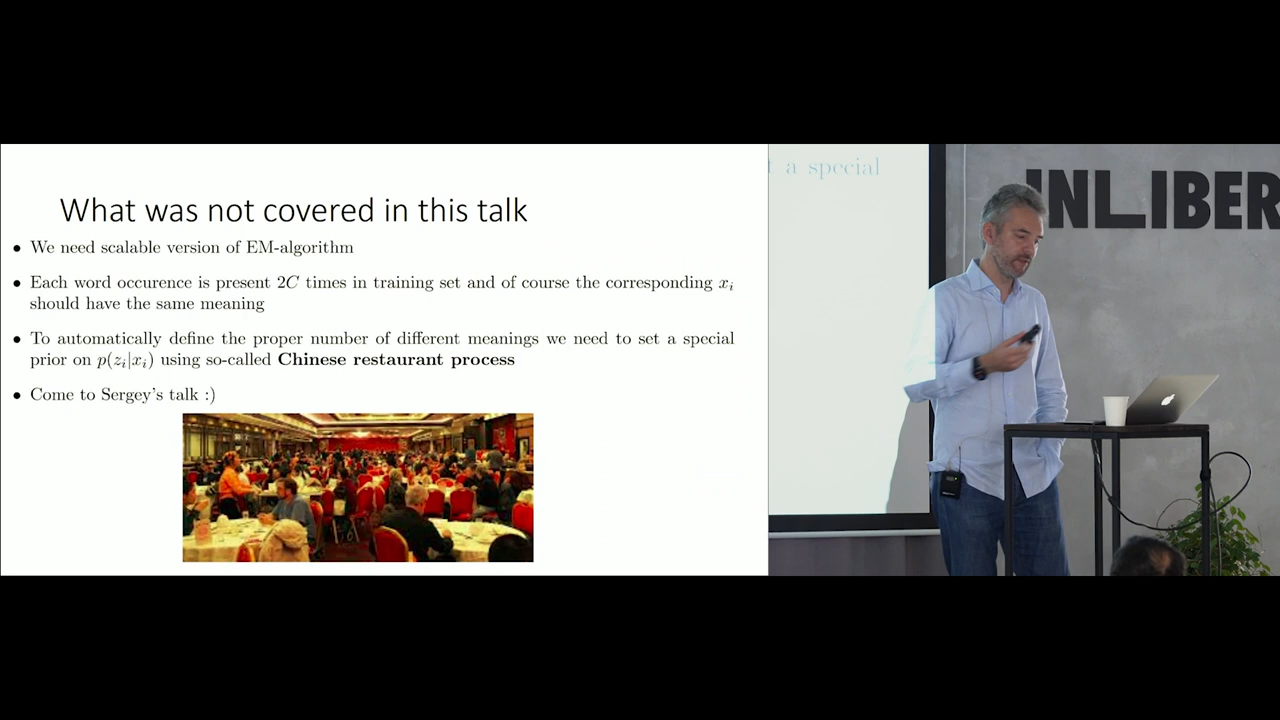 What was not covered in this talk
• We need scalable version of EM-algorithm
• Each word occurence is present 2C times in training set and of course the corresponding xᵢ
should have the same meaning
• To automatically define the proper number of different meanings we need to set a special
prior on p(zᵢ|xᵢ) using so-called Chinese restaurant process
• Come to Sergey's talk :)
t a special
INLIBER